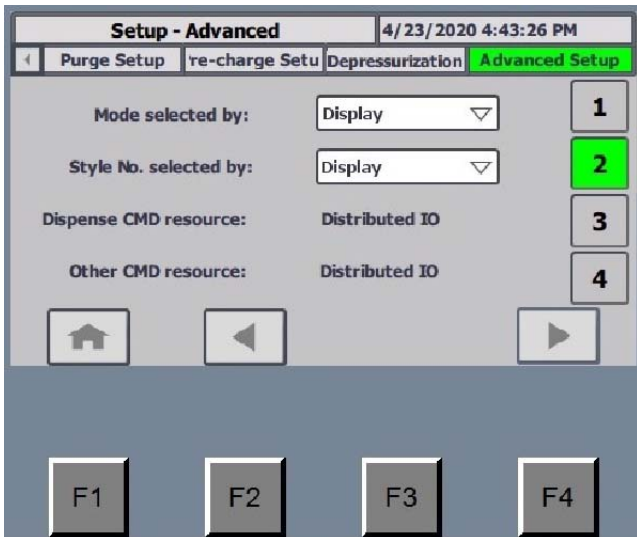 Setup - Advanced 4/23/2020 4:43:26 PM
Purge Setup 're-charge Setu Depressurization Advanced Setup
Mode selected by: Display 1
Style No. selected by: Display 2
Dispense CMD resource: Distributed IO 3
Other CMD resource: Distributed IO 4
F1 F2 F3 F4